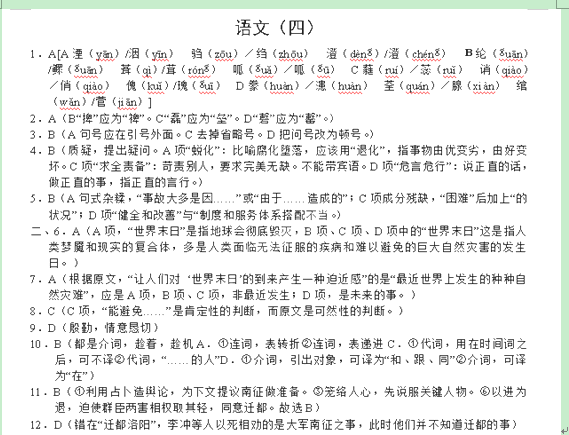 语文（四）
1．A[A 湮（yān）/洇（yīn） 驺（zōu）／绉（zhōu） 澄（dèng）/澄（chéng） B 纶（guān）
/鳏（guān） 葺（qì）/茸（róng） 呱（guā）／呱（gū） C 蕤（ruí）／蕊（ruǐ） 诮（qiào）
／俏（qiào） 傀（kuǐ）/瑰（guī） D 豢（huàn）／漶（huàn） 荃（quán）／腺（xiàn） 绾
（wǎn）/菅（jiān）]
2．A（B“捭”应为“稗”。C“磊”应为“垒”。D“磬”应为“罄”。）
3．B（A 句号应在引号外面。C 去掉省略号。D 把问号改为顿号。）
4．B（质疑，提出疑问。A 项“蜕化”：比喻腐化堕落，应该用“退化”，指事物由优变劣，由好变
坏。C 项“求全责备”：苛责别人，要求完美无缺。不能带宾语。D 项“危言危行”：说正直的话，
做正直的事，指正直的言行。）
5．B（A 句式杂糅，“事故大多是因……”或“由于……造成的”；C 项成分残缺，“困难”后加上“的
状况”；D 项“健全和改善”与“制度和服务体系搭配不当。）
二、6．A（A 项，“世界末日”是指地球会彻底毁灭，B 项、C 项、D 项中的“世界末日”这是指人
类梦魇和现实的复合体，多是人类面临无法征服的疾病和难以避免的巨大自然灾害的发生
日。）
7．A（根据原文，“让人们对‘世界末日’的到来产生一种迫近感”的是“最近世界上发生的种种自
然灾难”，应是 A 项，B 项、C 项，非最近发生；D 项，是未来的事。）
8．C（C 项，“能避免……”是肯定性的判断，而原文是可然性的判断。）
9．D（殷勤，情意恳切）
10．B（都是介词，趁着，趁机 A．①连词，表转折②连词，表递进 C．①代词，用在时间词之
后，可不译②代词，“……的人”D．①介词，引出对象，可译为“和、跟、同”②介词，可译
为“在”）
11．B（①利用占卜造舆论，为下文提议南征做准备。③笼络人心，先说服关键人物。⑥以进为
退，迫使群臣两害相权取其轻，同意迁都。故选 B）
12．D（错在“迁都洛阳”，李冲等人以死相劝的是大军南征之事，此时他们并不知道迁都的事）